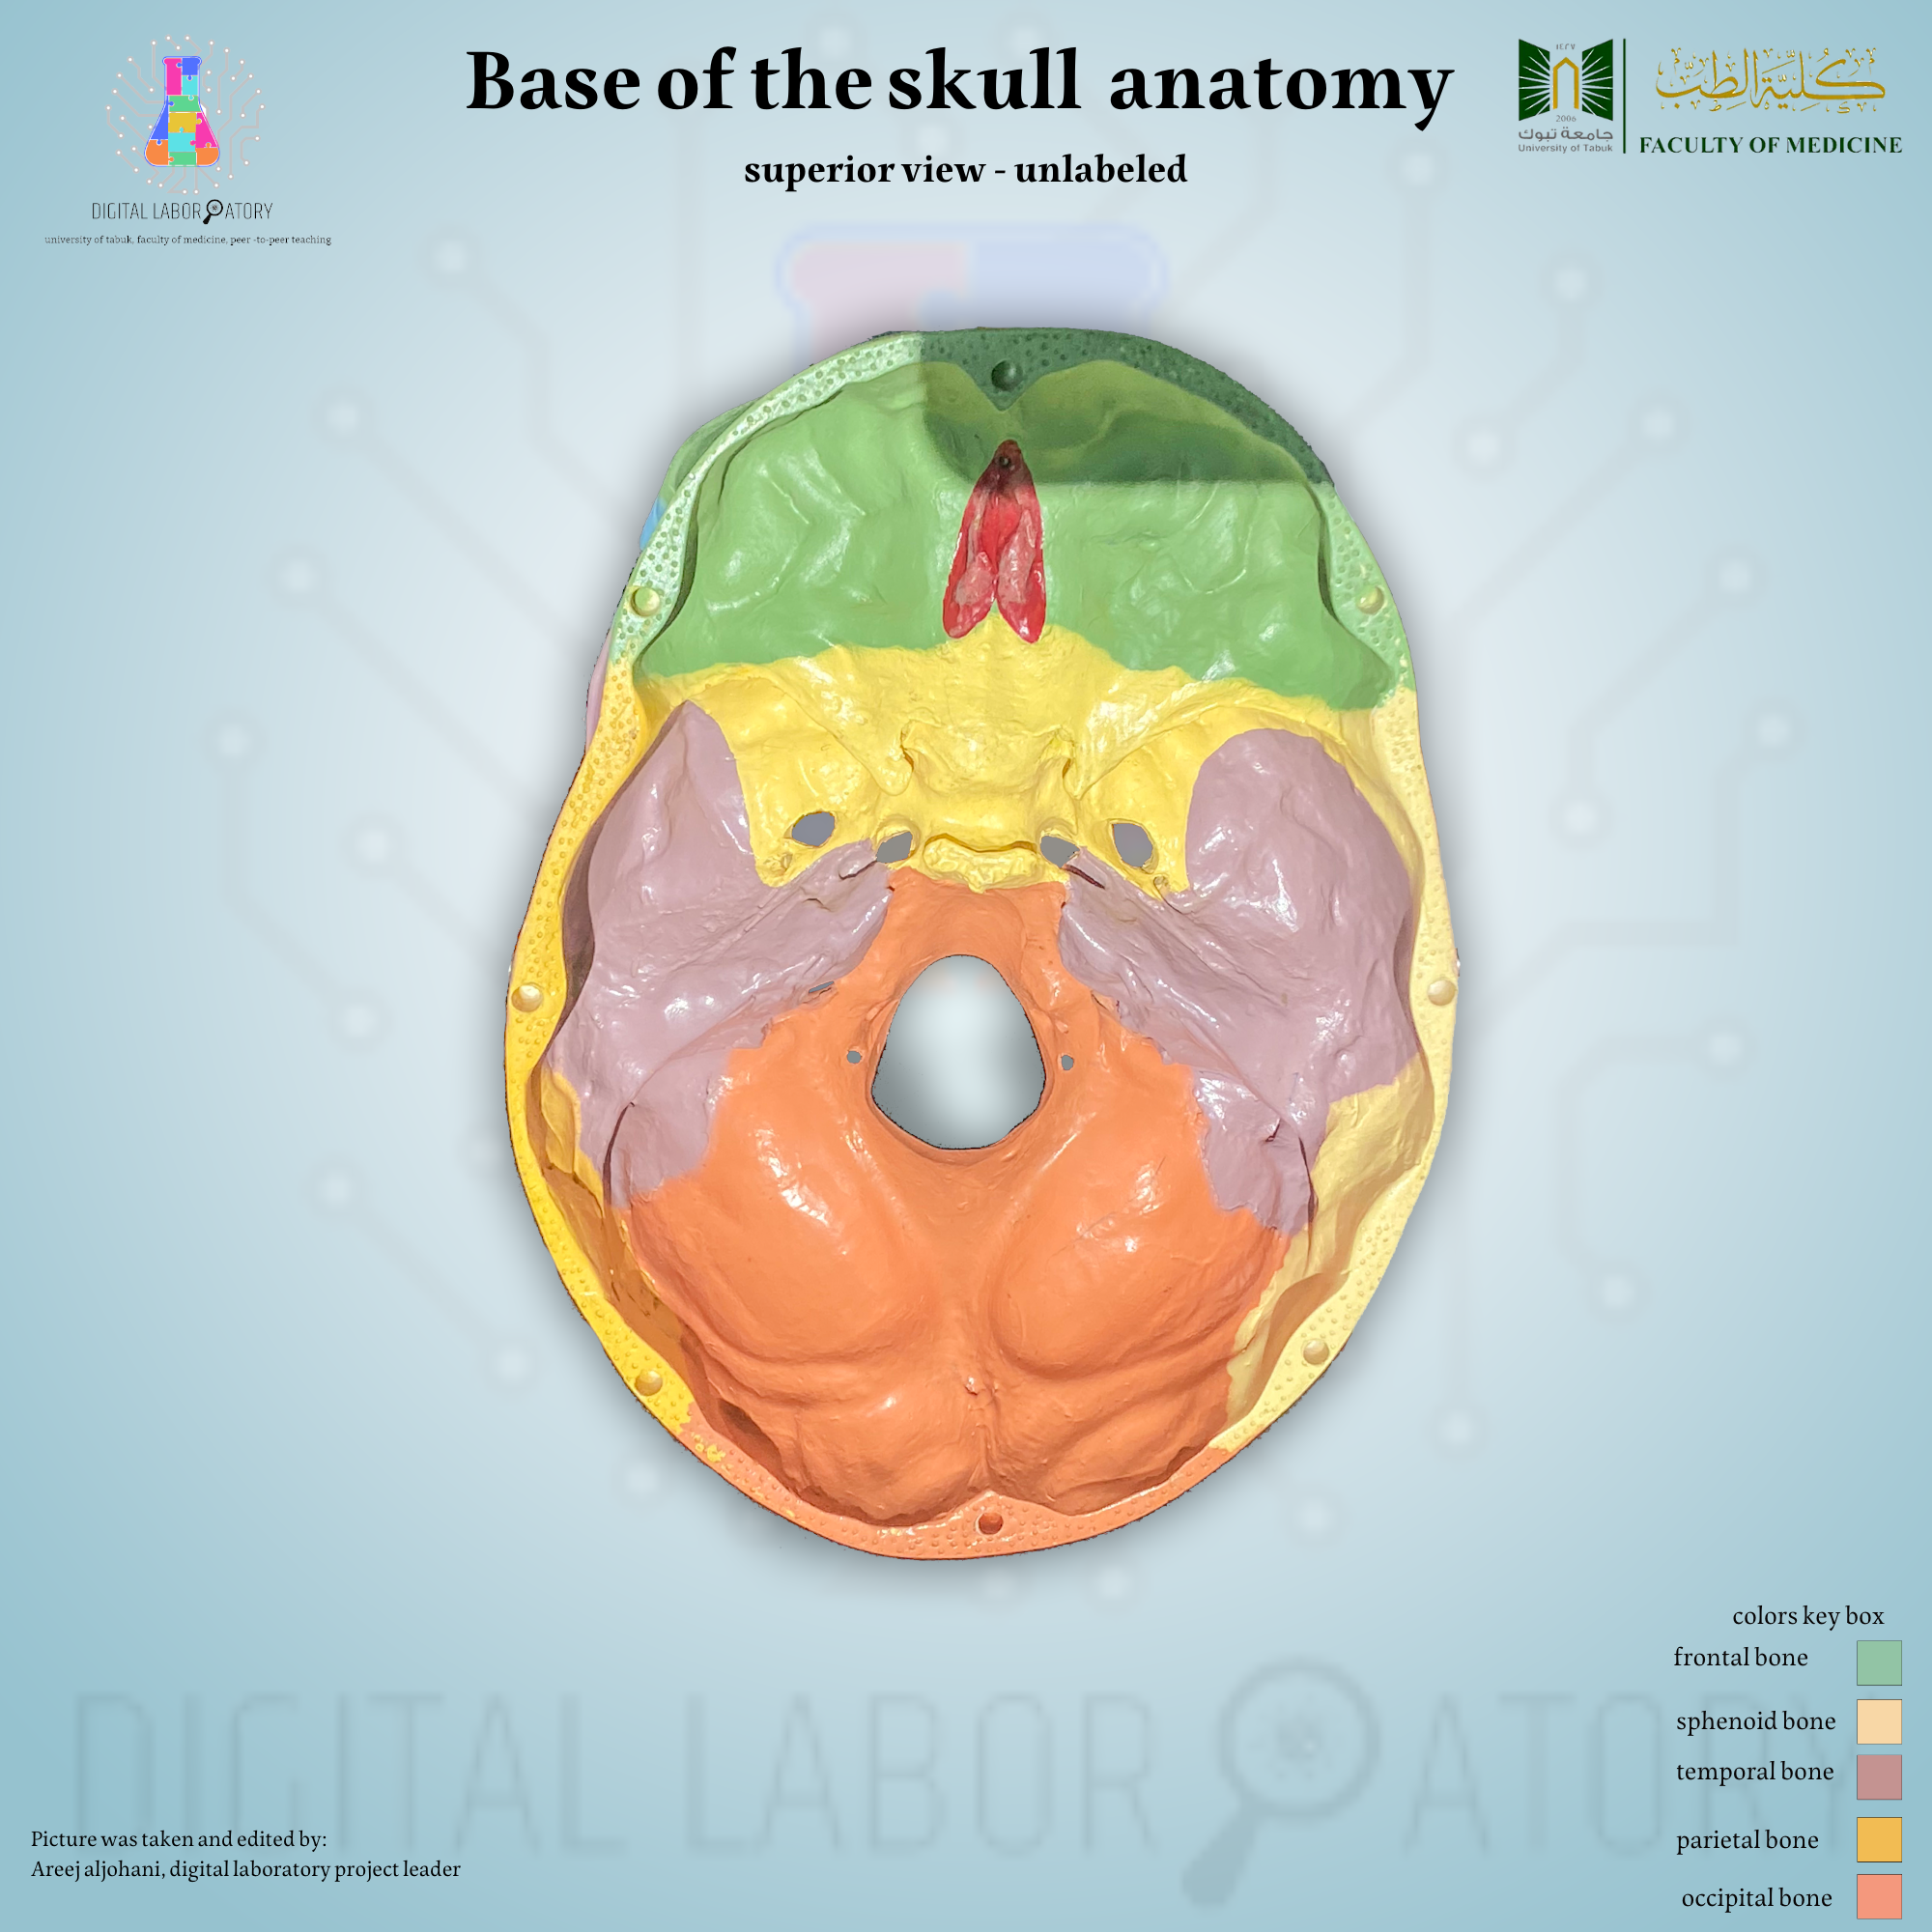 Base of the skull anatomy
superior view - unlabeled
DIGITAL LABORATORY
university of tabuk, faculty of medicine, peer -to-peer teaching
١٤٢٧
2006
جامعة تبوك
University of Tabuk
كلية الطب
FACULTY OF MEDICINE
DIGITAL LABORATORY
colors key box
frontal bone
sphenoid bone
temporal bone
parietal bone
occipital bone
Picture was taken and edited by:
Areej aljohani, digital laboratory project leader